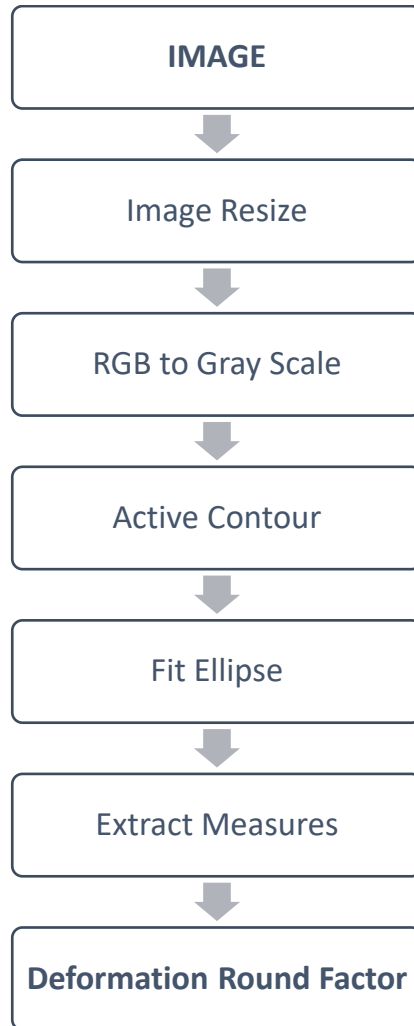 IMAGE
Image Resize
RGB to Gray Scale
Active Contour
Fit Ellipse
Extract Measures
Deformation Round Factor